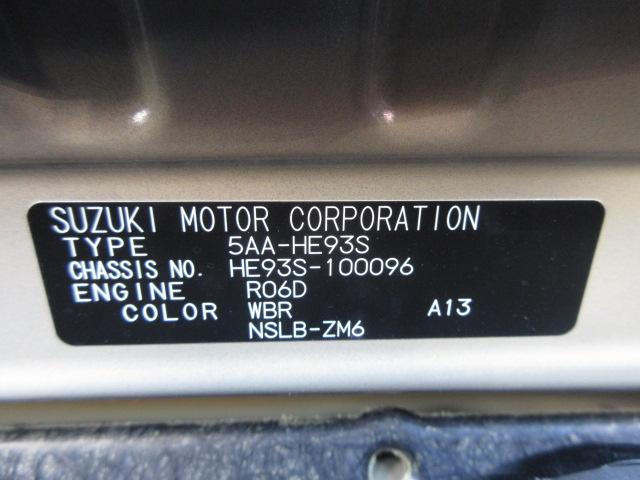 SUZUKI MOTOR CORPORATION
TYPE 5AA-HE93S
CHASSIS NO. HE93S-100096
ENGINE R06D
COLOR WBR A13
NSLB-ZM6